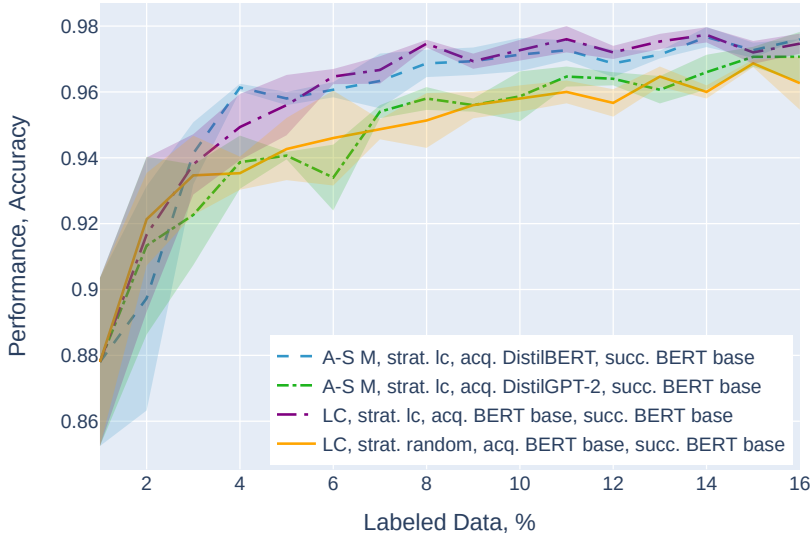 Performance, Accuracy
0.98
0.96
0.94
0.92
0.9
0.88
0.86
A-S M, strat. lc, acq. DistilBERT, succ. BERT base
A-S M, strat. lc, acq. DistilGPT-2, succ. BERT base
LC, strat. lc, acq. BERT base, succ. BERT base
LC, strat. random, acq. BERT base, succ. BERT base
2 4 6 8 10 12 14 16
Labeled Data, %